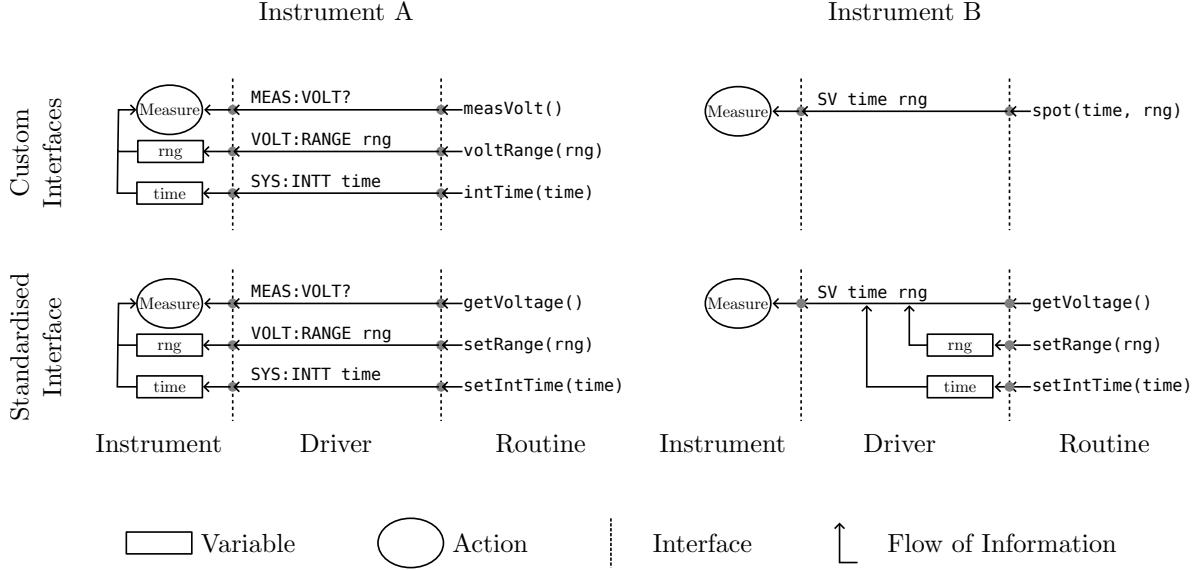 Instrument A
Instrument B
Custom
Interfaces
Measure
MEAS:VOLT?
measVolt()
rng
VOLT:RANGE rng
voltRange(rng)
time
SYS:INTT time
intTime(time)
Measure
SV time rng
spot(time, rng)
Standardised
Interface
Measure
MEAS:VOLT?
getVoltage()
rng
VOLT:RANGE rng
setRange(rng)
time
SYS:INTT time
setIntTime(time)
Measure
SV time rng
getVoltage()
rng
setRange(rng)
time
setIntTime(time)
Instrument
Driver
Routine
Instrument
Driver
Routine
Variable
Action
Interface
Flow of Information